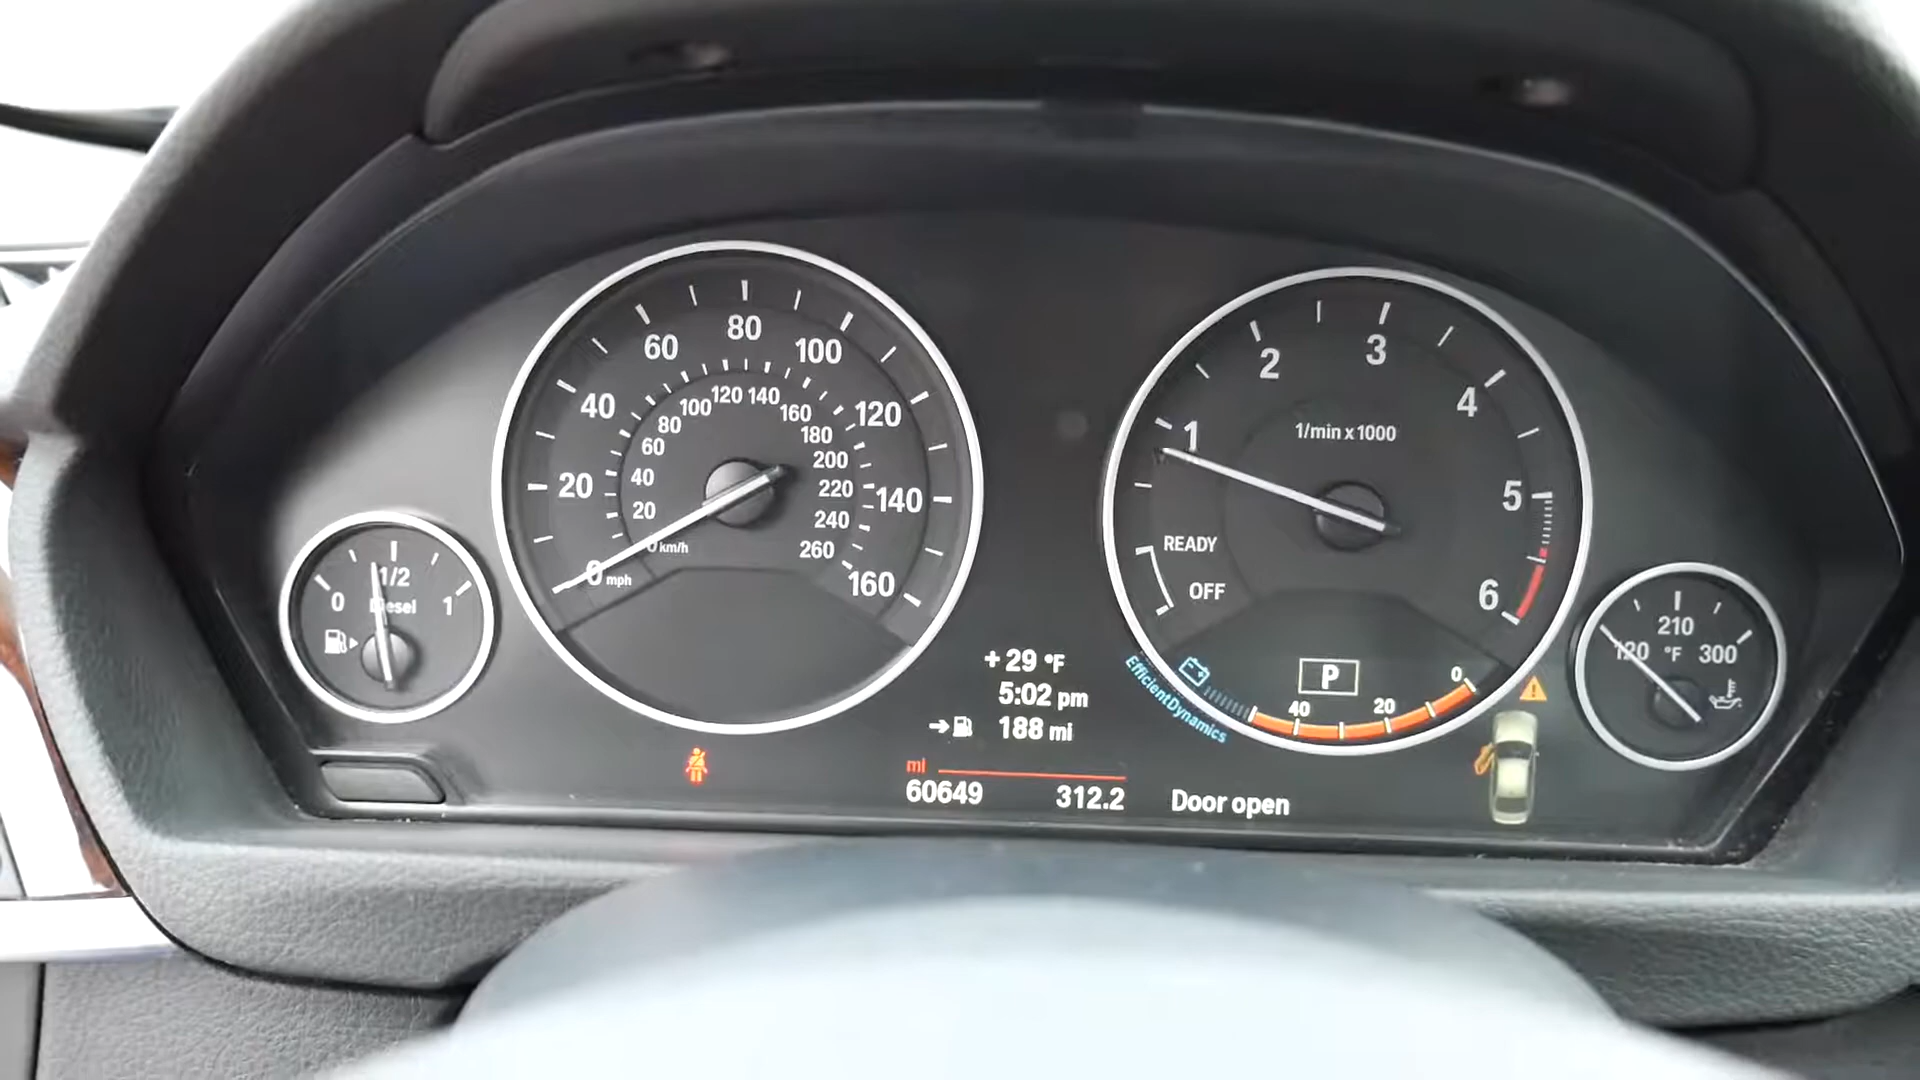 80
60
100
40
120
20
140
0 mph
160
120 140
100
160
80
180
60
200
40
220
20
240
0 km/h
260
3
2
4
1
1/min x 1000
5
6
READY
OFF
1/2
0
1
Diesel
210
120 °F 300
+ 29 °F
5:02 pm
188 mi
P
0
40
20
EfficientDynamics
mi
60649
312.2
Door open